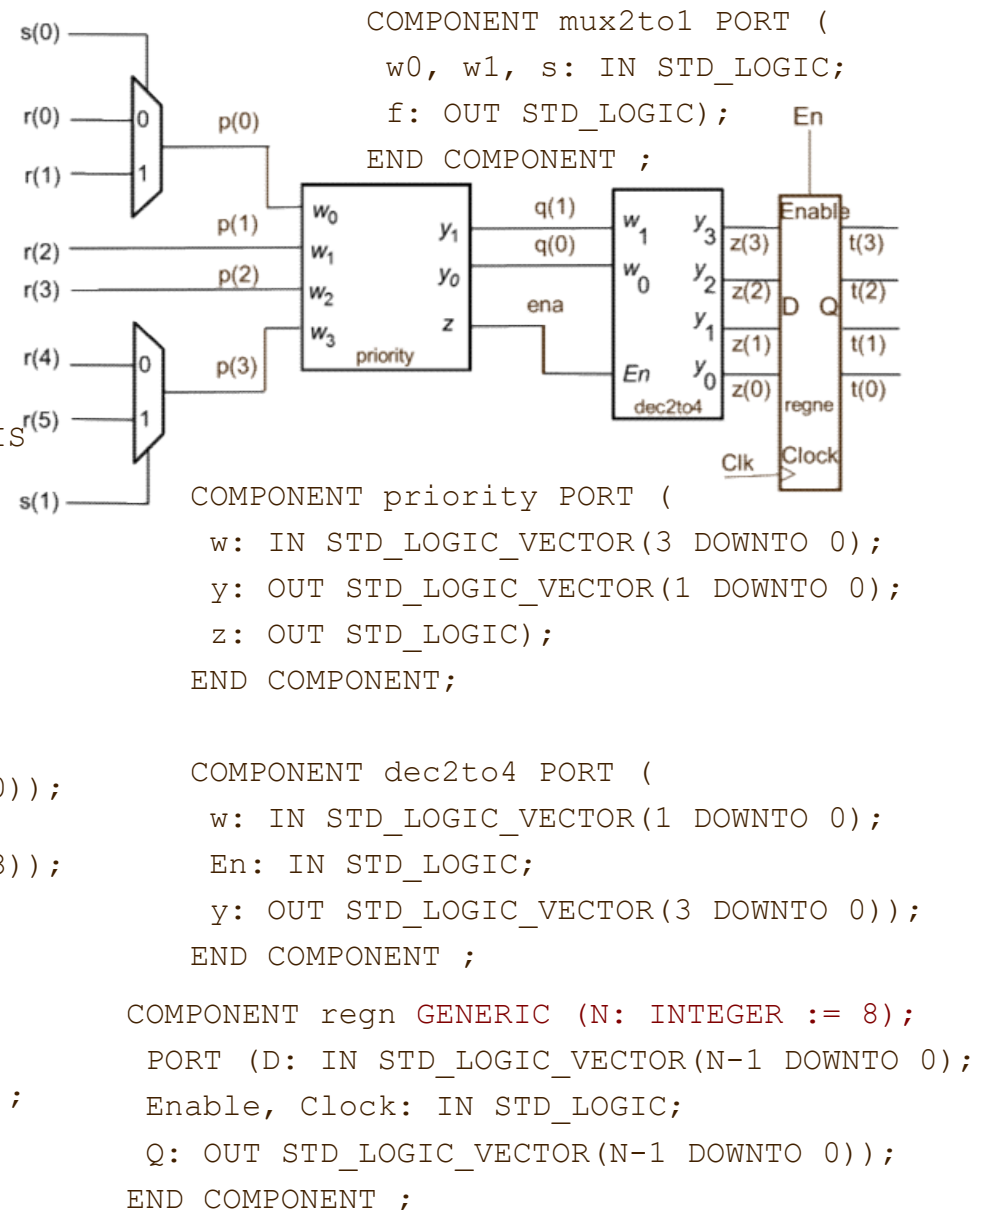 s(0)
COMPONENT mux2to1 PORT (
w0, w1, s: IN STD_LOGIC;
f: OUT STD_LOGIC);
END COMPONENT ;
En
r(0)
0
p(0)
r(1)
1
r(2)
p(1)
r(3)
p(2)
w0
w1
w2
w3
y1
y0
z
priority
q(1)
q(0)
ena
w1
w0
En
y3
y2
y1
y0
dec2to4
z(3)
z(2)
z(1)
z(0)
Enable
D Q
regne
Clock
Clk
t(3)
t(2)
t(1)
t(0)
r(4)
0
p(3)
r(5)
1
IS
s(1)
COMPONENT priority PORT (
w: IN STD_LOGIC_VECTOR(3 DOWNTO 0);
y: OUT STD_LOGIC_VECTOR(1 DOWNTO 0);
z: OUT STD_LOGIC);
END COMPONENT;
COMPONENT dec2to4 PORT (
0));
w: IN STD_LOGIC_VECTOR(1 DOWNTO 0);
3));
En: IN STD_LOGIC;
y: OUT STD_LOGIC_VECTOR(3 DOWNTO 0));
END COMPONENT ;
COMPONENT regn GENERIC (N: INTEGER := 8);
PORT (D: IN STD_LOGIC_VECTOR(N-1 DOWNTO 0);
;
Enable, Clock: IN STD_LOGIC;
Q: OUT STD_LOGIC_VECTOR(N-1 DOWNTO 0));
END COMPONENT ;